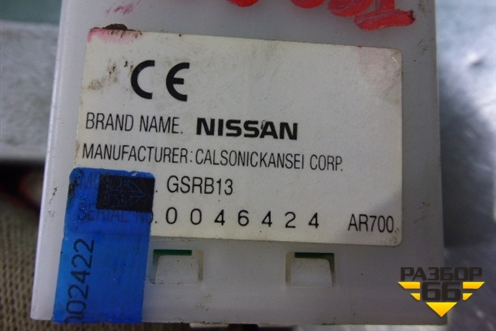 CE
BRAND NAME. NISSAN
MANUFACTURER: CALSONICKANSEI CORP.
GSRB13
0046424 AR700
002422
РАЗБОР
66